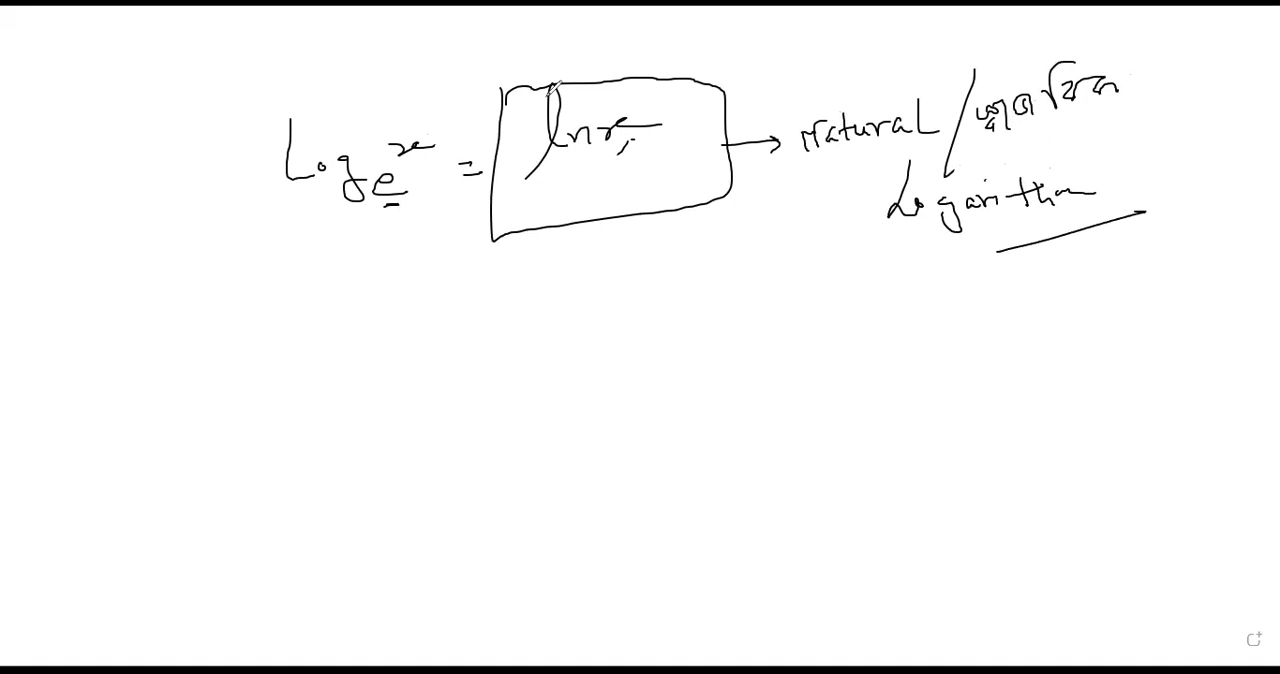 Log_e^x = ln x → Natural /
Logarithm